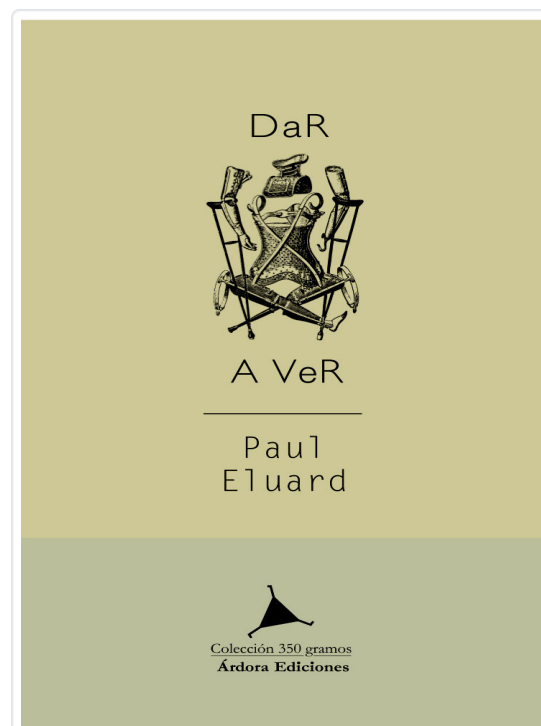 DaR
A VeR
Paul
Eluard
Colección 350 gramos
Árdora Ediciones